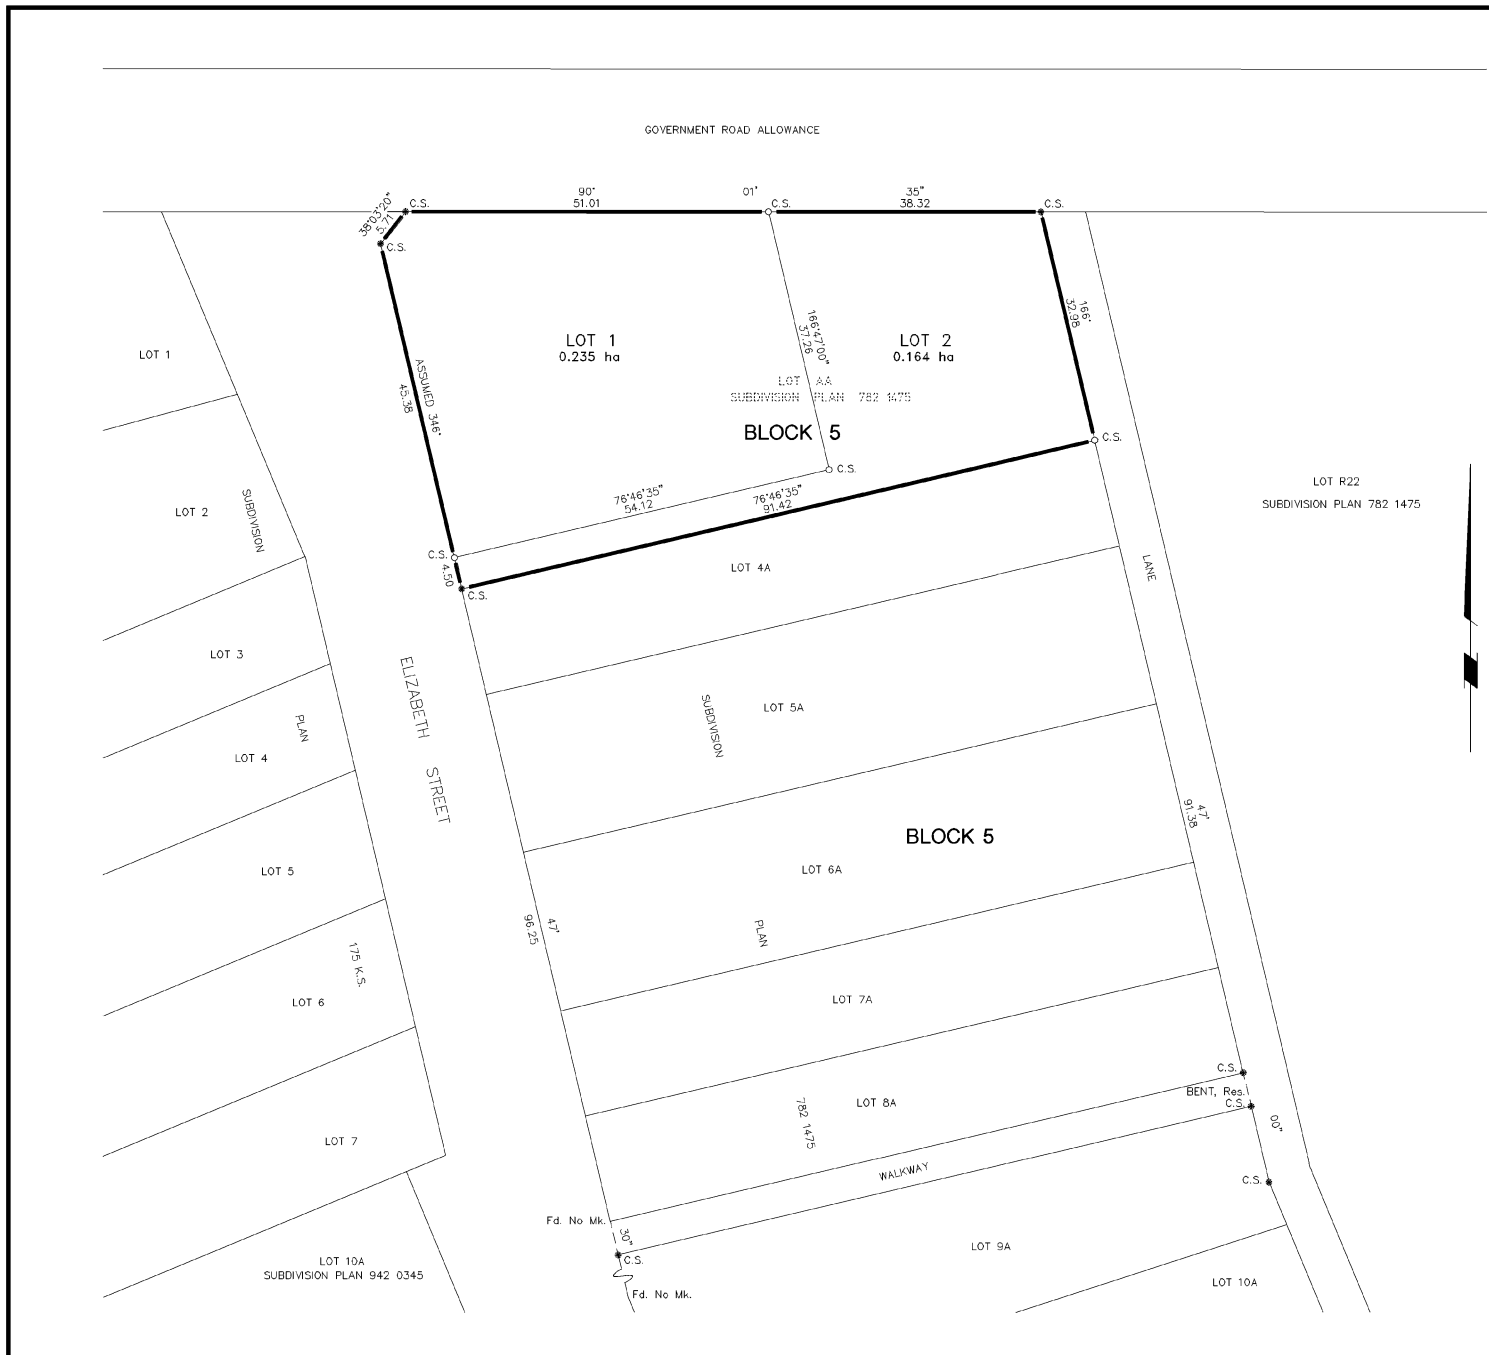 GOVERNMENT ROAD ALLOWANCE
38°03'20"
5.71
C.S.
90°
51.01
01'
C.S.
35"
38.32
C.S.
C.S.
LOT 1
ASSUMED 346°
45.38
LOT 1
0.235 ha
166°47'00"
37.26
LOT 2
0.164 ha
166°
32.98
LOT AA
SUBDIVISION PLAN 782 1475
BLOCK 5
C.S.
C.S.
76°46'35"
54.12
76°46'35"
91.42
LOT R22
SUBDIVISION PLAN 782 1475
LOT 2
SUBDIVISION
C.S.
4.50
C.S.
LOT 4A
LANE
LOT 3
ELIZABETH STREET
SUBDIVISION
LOT 5A
PLAN
LOT 4
47'
91.38
BLOCK 5
LOT 5
LOT 6A
47'
96.25
PLAN
175 K.S.
LOT 6
LOT 7A
C.S.
BENT, Res.
C.S.
LOT 8A
782 1475
00"
LOT 7
WALKWAY
C.S.
Fd. No Mk.
30"
C.S.
LOT 9A
LOT 10A
SUBDIVISION PLAN 942 0345
LOT 10A
Fd. No Mk.